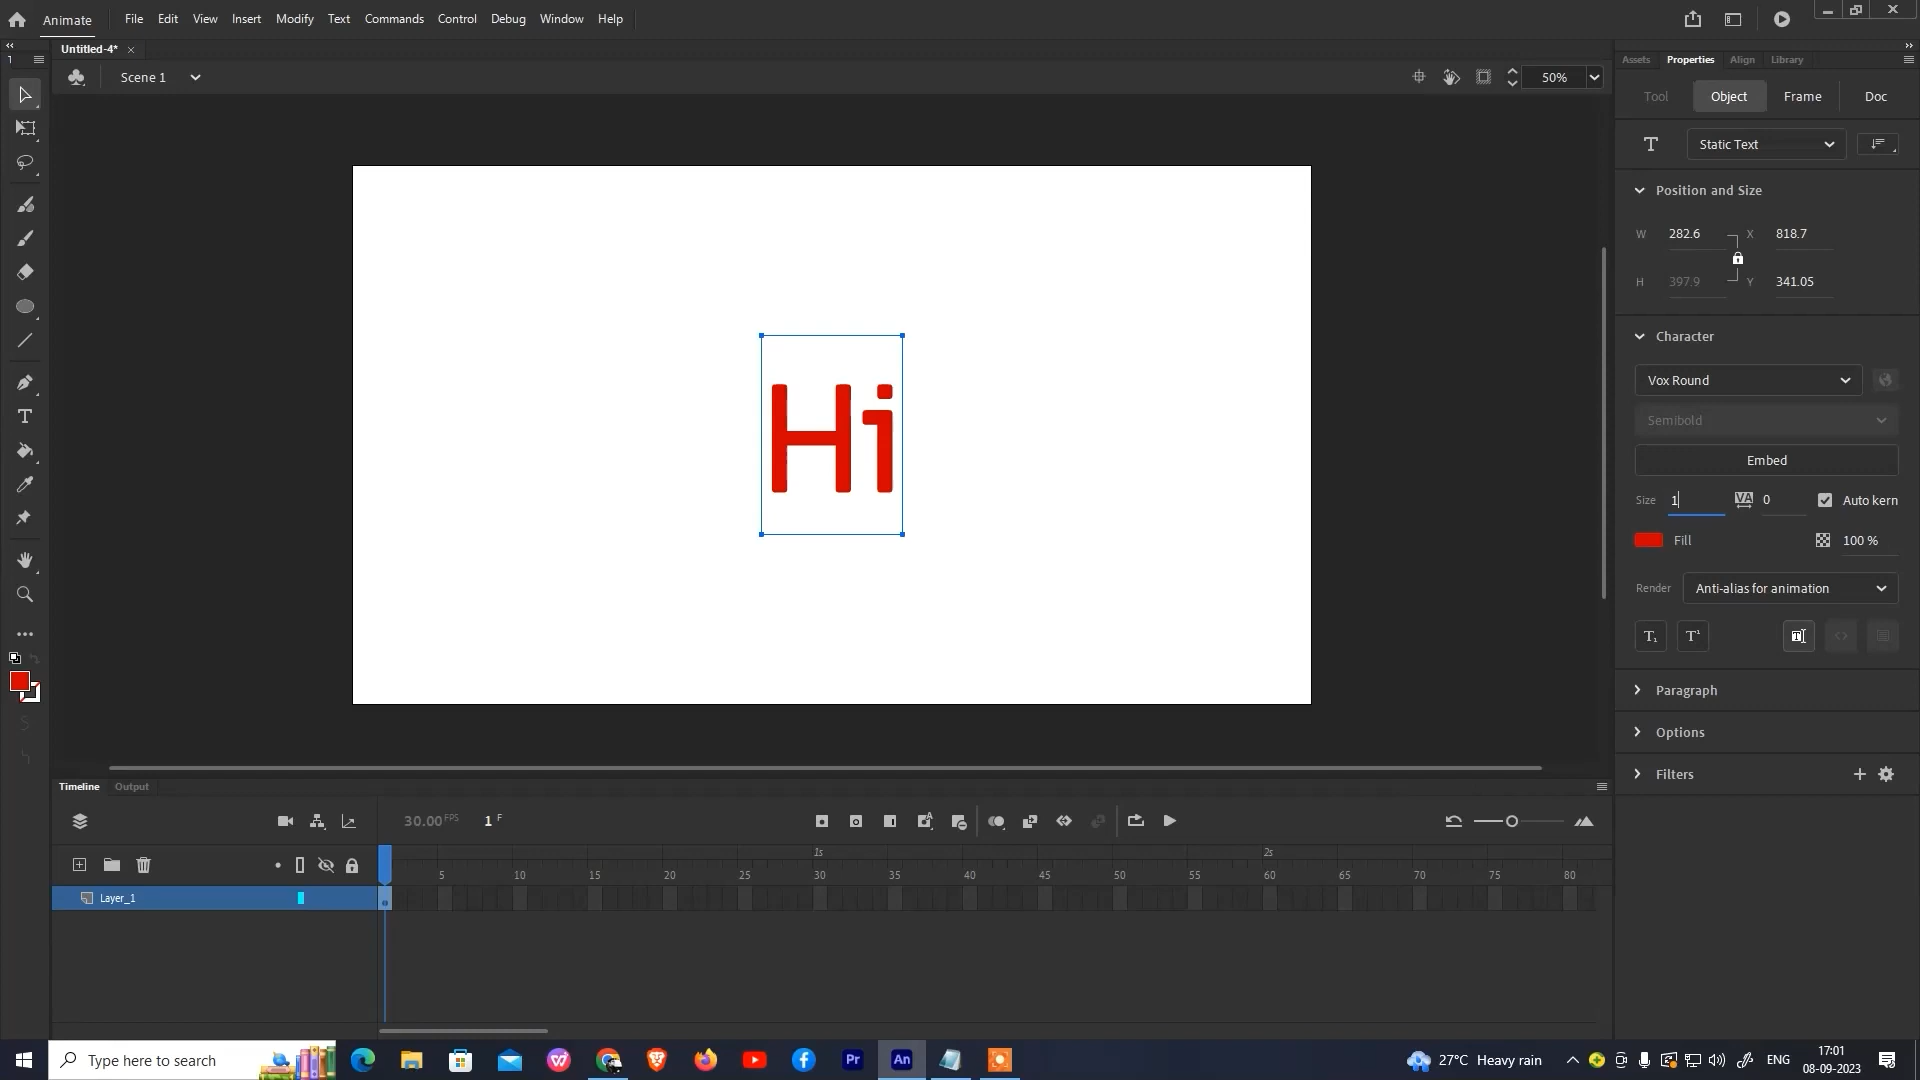 Animate File Edit View Insert Modify Text Commands Control Debug Window Help
Untitled-4*
Scene 1 50%
Assets Properties Align Library
Tool Object Frame Doc
T Static Text
Position and Size
W 282.6 X 818.7
H 397.9 Y 341.05
Character
Vox Round
Semibold
Embed
Size 1 VA 0 Auto kern
Fill 100 %
Render Anti-alias for animation
T₁ T¹ T
Paragraph
Options
Filters
Hi
Timeline Output
30.00 FPS 1 F
1s 2s
5 10 15 20 25 30 35 40 45 50 55 60 65 70 75 80
Layer_1
Type here to search Pr An 27°C Heavy rain ENG 17:01
08-09-2023